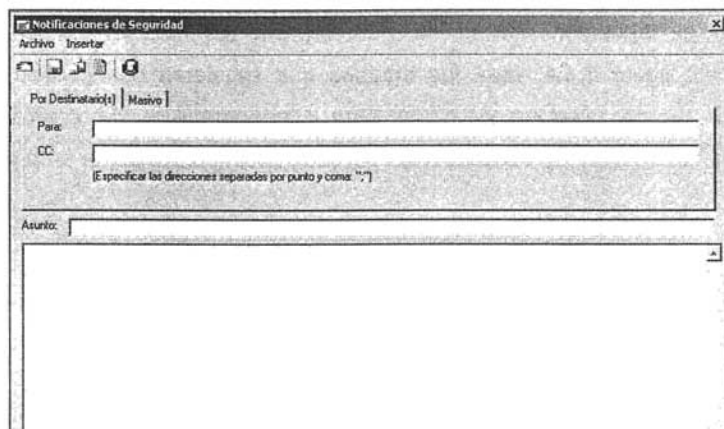 Notificaciones de Seguridad
Archivo Insertar
Por Destinatario(s) Masivo
Para:
CC:
(Especificar las direcciones separadas por punto y coma: ";")
Asunto: